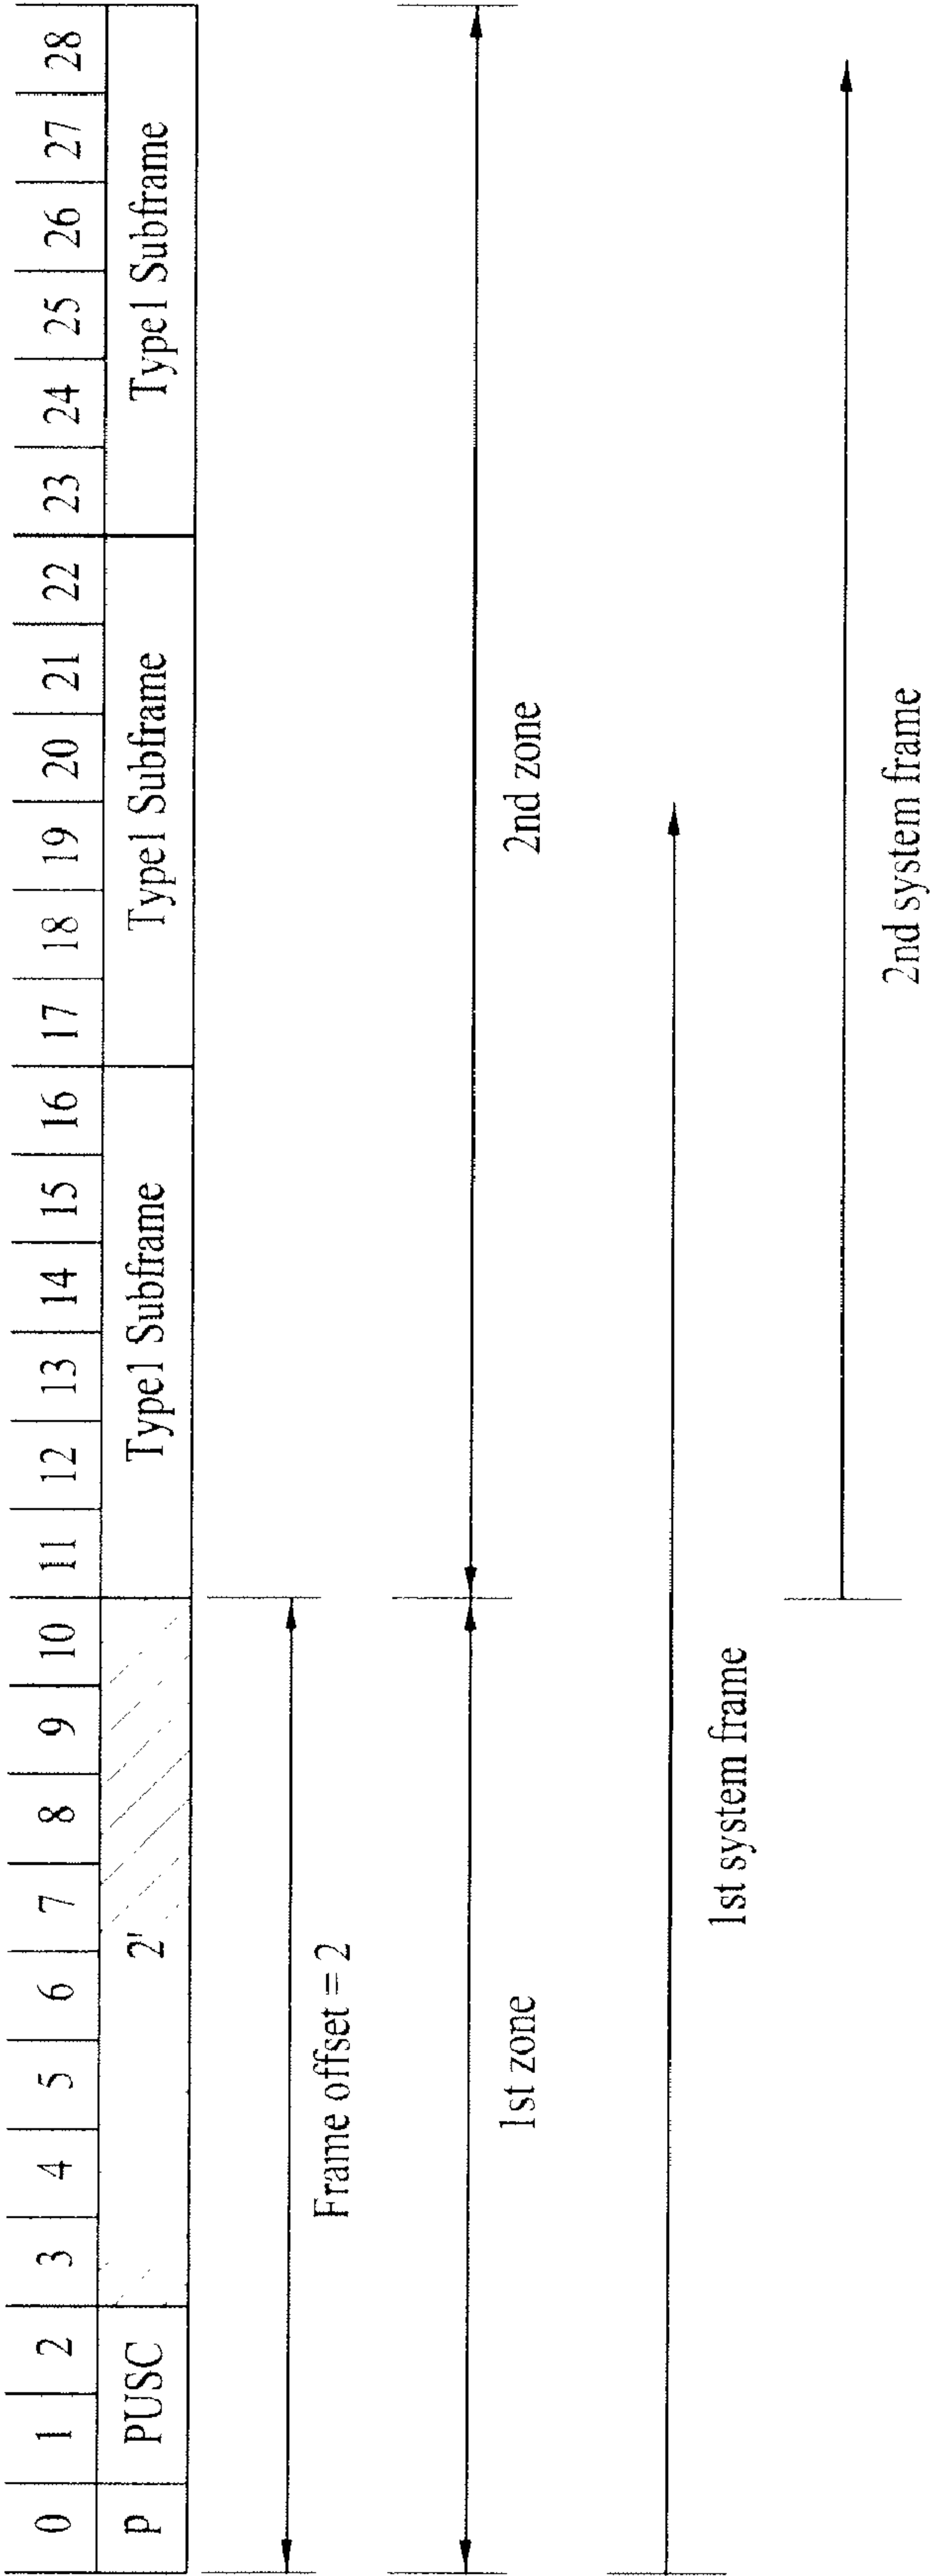 0 1 2 3 4 5 6 7 8 9 10 11 12 13 14 15 16 17 18 19 20 21 22 23 24 25 26 27 28
P PUSC 2' Type1 Subframe Type1 Subframe Type1 Subframe
Frame offset = 2
1st zone 2nd zone
1st system frame
2nd system frame